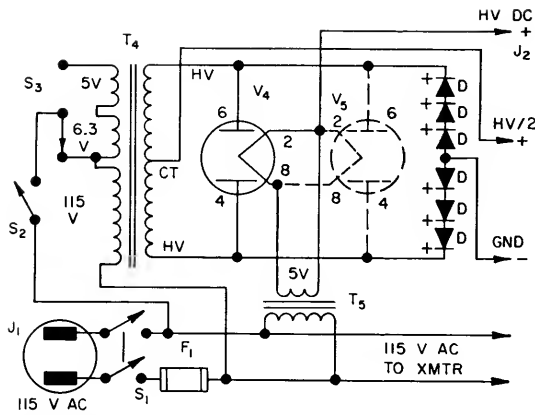 HV DC
+
J2
T4
S3
5V
HV
V4
V5
6
6
2
2
+
+
+
D
D
D
HV/2
+
6.3
V
CT
8
8
4
4
115
V
S2
HV
+
+
+
D
D
D
GND
–
5V
T5
J1
F1
S1
115 V AC
115 V AC
TO XMTR